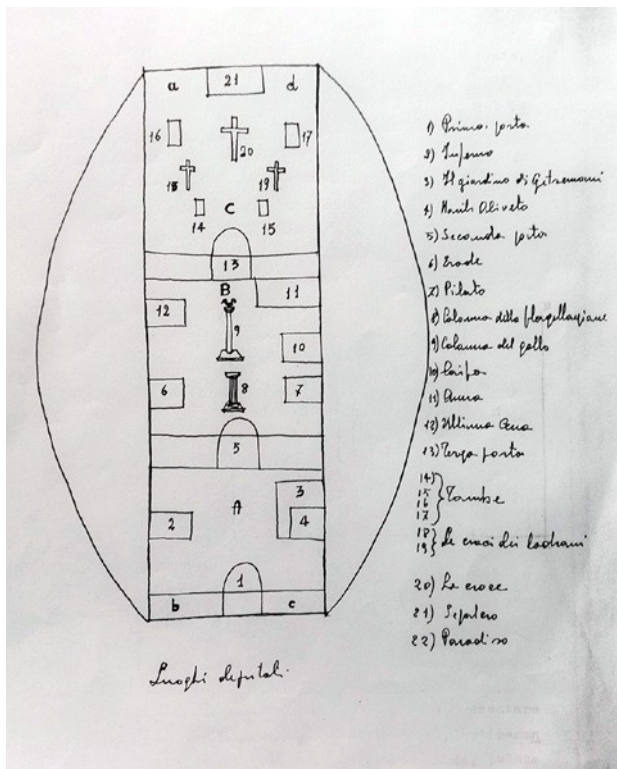 a 21 d
16 20 17
18 19
14 C 15
13
B 11
12 9
10
6 8 7
5
3
A
2 4
1
b c
Luoghi deputati.
1) Prima porta
2) Inferno
3) Il giardino di Getsemani
4) Monte Oliveto
5) Seconda porta
6) Erode
7) Pilato
8) Colonna della flagellazione
9) Colonna del gallo
10) Caifa
11) Anna
12) Ultima Cena
13) Terza porta
14)
15
16
17 } Tombe
18
19 } Le croci dei ladroni
20) La croce
21) Sepolcro
22) Paradiso